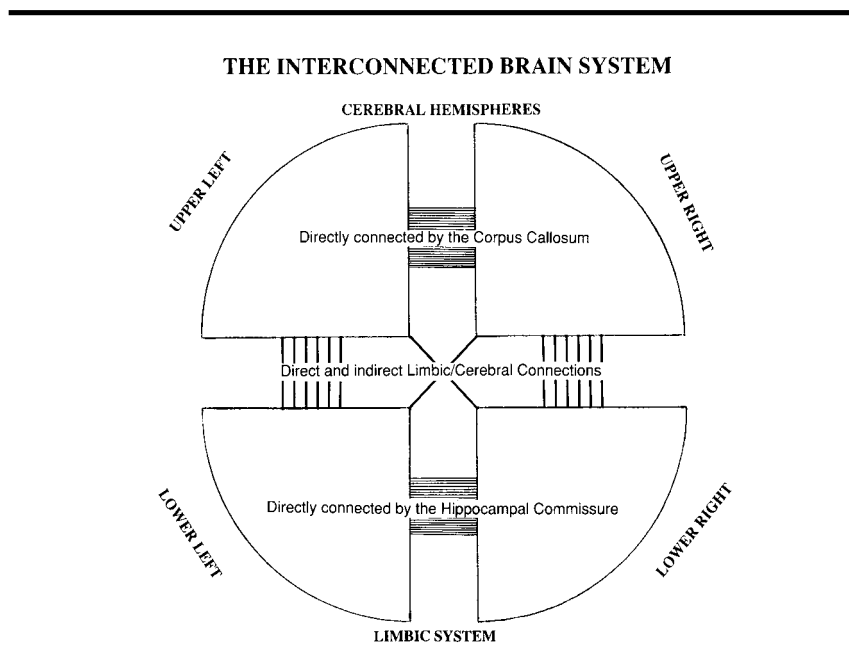 THE INTERCONNECTED BRAIN SYSTEM
CEREBRAL HEMISPHERES
UPPER LEFT
UPPER RIGHT
Directly connected by the Corpus Callosum
Direct and indirect Limbic/Cerebral Connections
Directly connected by the Hippocampal Commissure
LOWER LEFT
LOWER RIGHT
LIMBIC SYSTEM